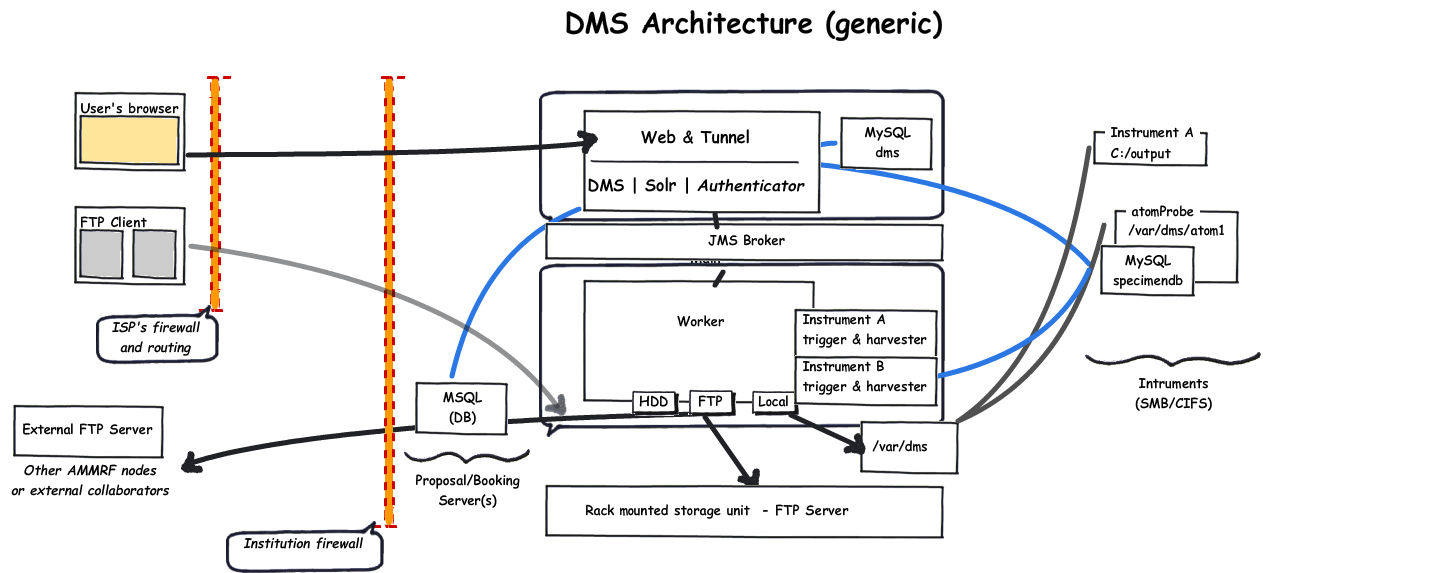 DMS Architecture (generic)
User's browser
FTP Client
ISP's firewall
and routing
External FTP Server
Other AMMRF nodes
or external collaborators
Institution firewall
MSQL
(DB)
Proposal/Booking
Server(s)
Web & Tunnel
DMS | Solr | Authenticator
MySQL
dms
JMS Broker
Worker
Instrument A
trigger & harvester
Instrument B
trigger & harvester
HDD
FTP
Local
/var/dms
Rack mounted storage unit - FTP Server
Instrument A
C:/output
atomProbe
/var/dms/atom1
MySQL
specimendb
Intruments
(SMB/CIFS)